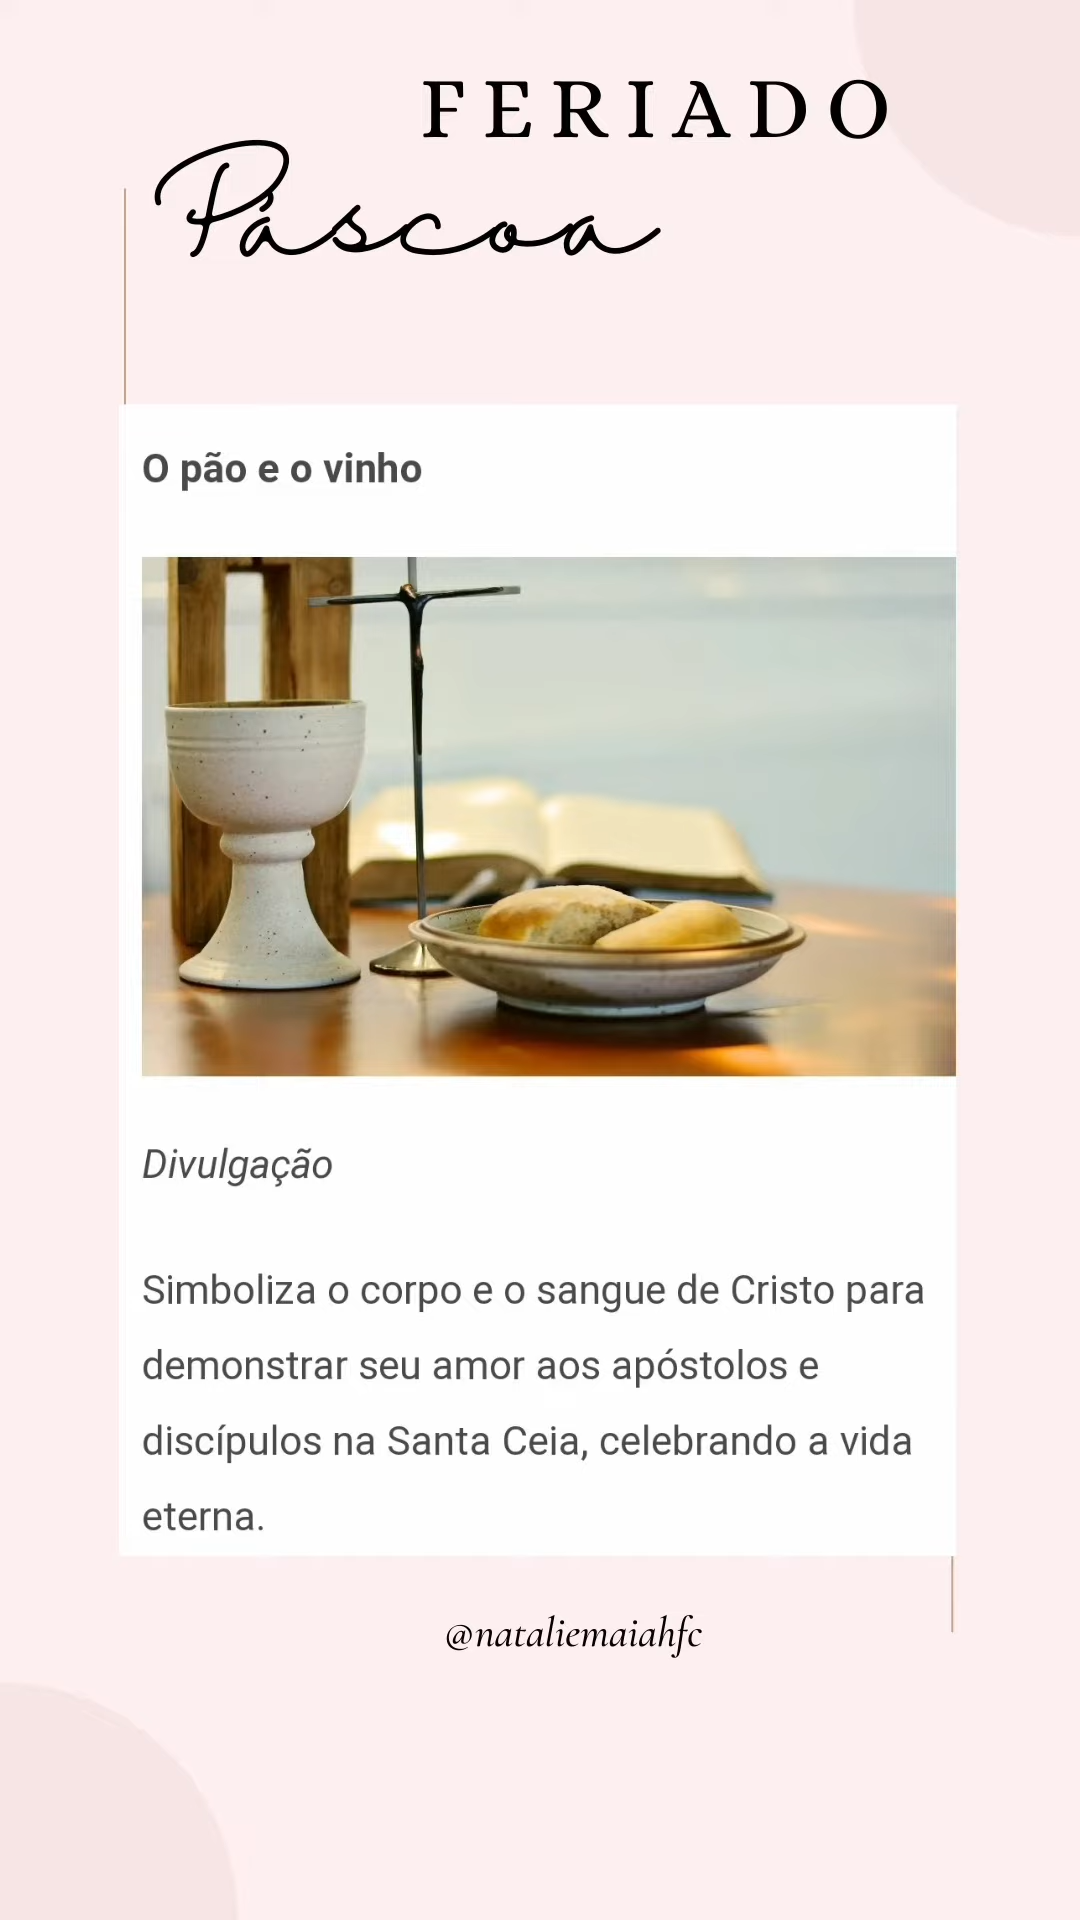 FERIADO
Páscoa
O pão e o vinho
Divulgação
Simboliza o corpo e o sangue de Cristo para
demonstrar seu amor aos apóstolos e
discípulos na Santa Ceia, celebrando a vida
eterna.
@nataliemaiahfc